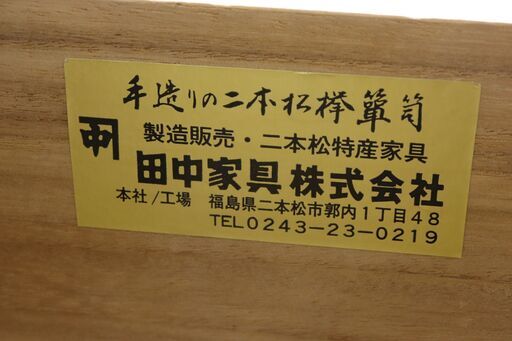 手造りの二本松欅簞笥
製造販売・二本松特産家具
田中家具株式会社
本社/工場 福島県二本松市郭内1丁目48
TEL0243-23-0219